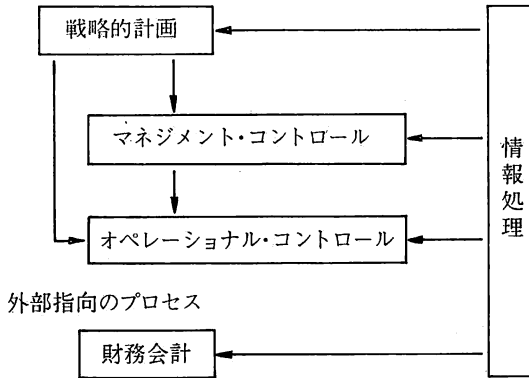 戦略的計画
マネジメント・コントロール
オペレーショナル・コントロール
外部指向のプロセス
財務会計
情報処理